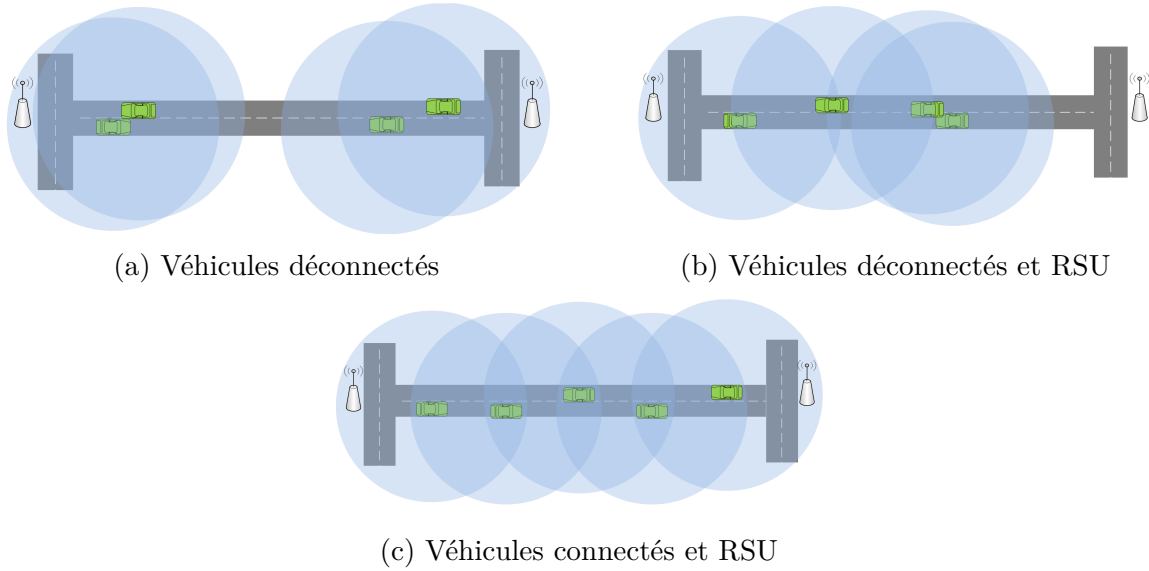 (a) Véhicules déconnectés
(b) Véhicules déconnectés et RSU
(c) Véhicules connectés et RSU